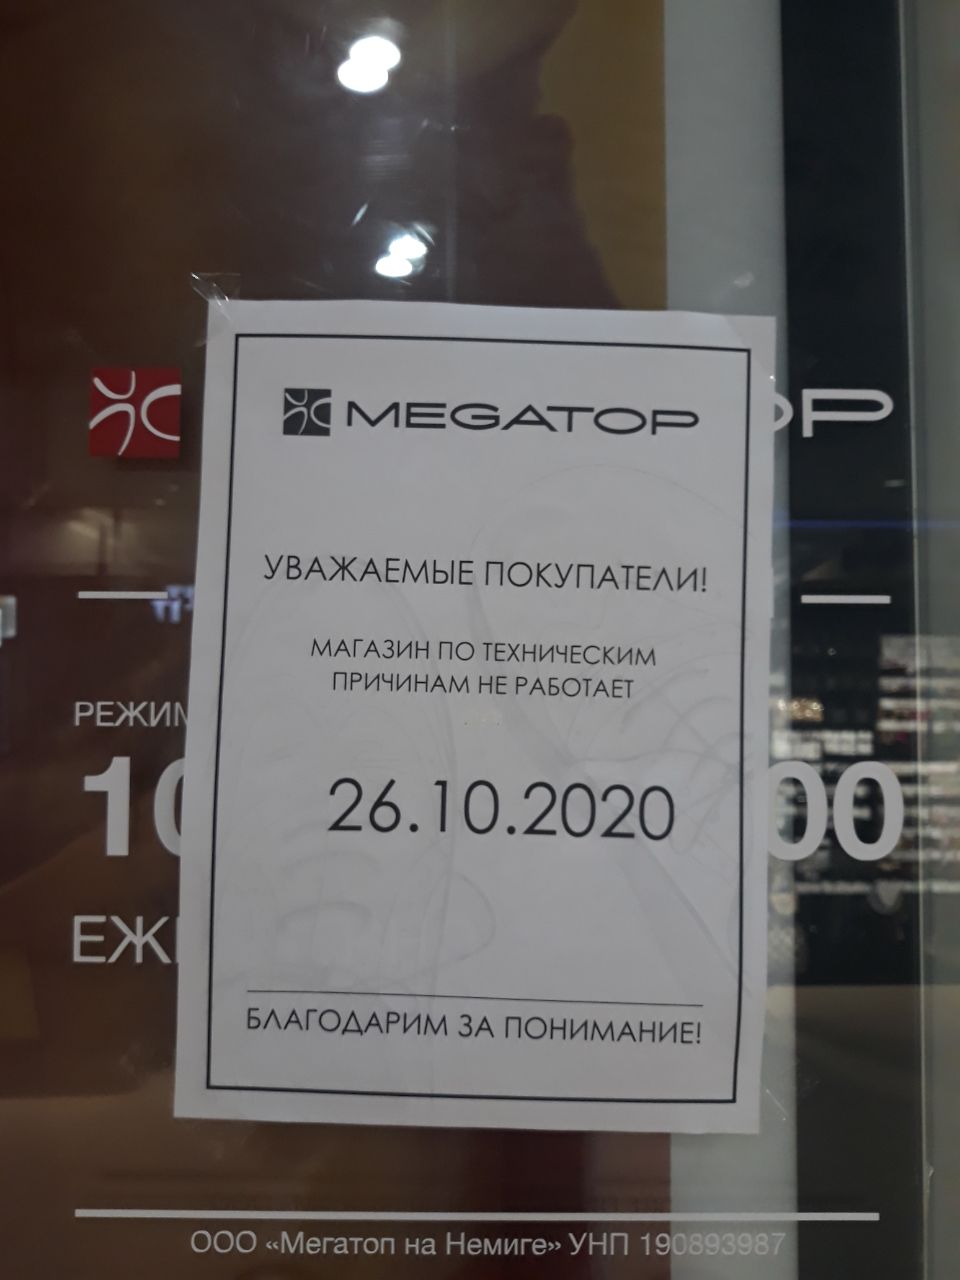 MEGATOP
УВАЖАЕМЫЕ ПОКУПАТЕЛИ!
МАГАЗИН ПО ТЕХНИЧЕСКИМ
ПРИЧИНАМ НЕ РАБОТАЕТ
26.10.2020
БЛАГОДАРИМ ЗА ПОНИМАНИЕ!
ООО «Мегатоп на Немиге» УНП 190893987